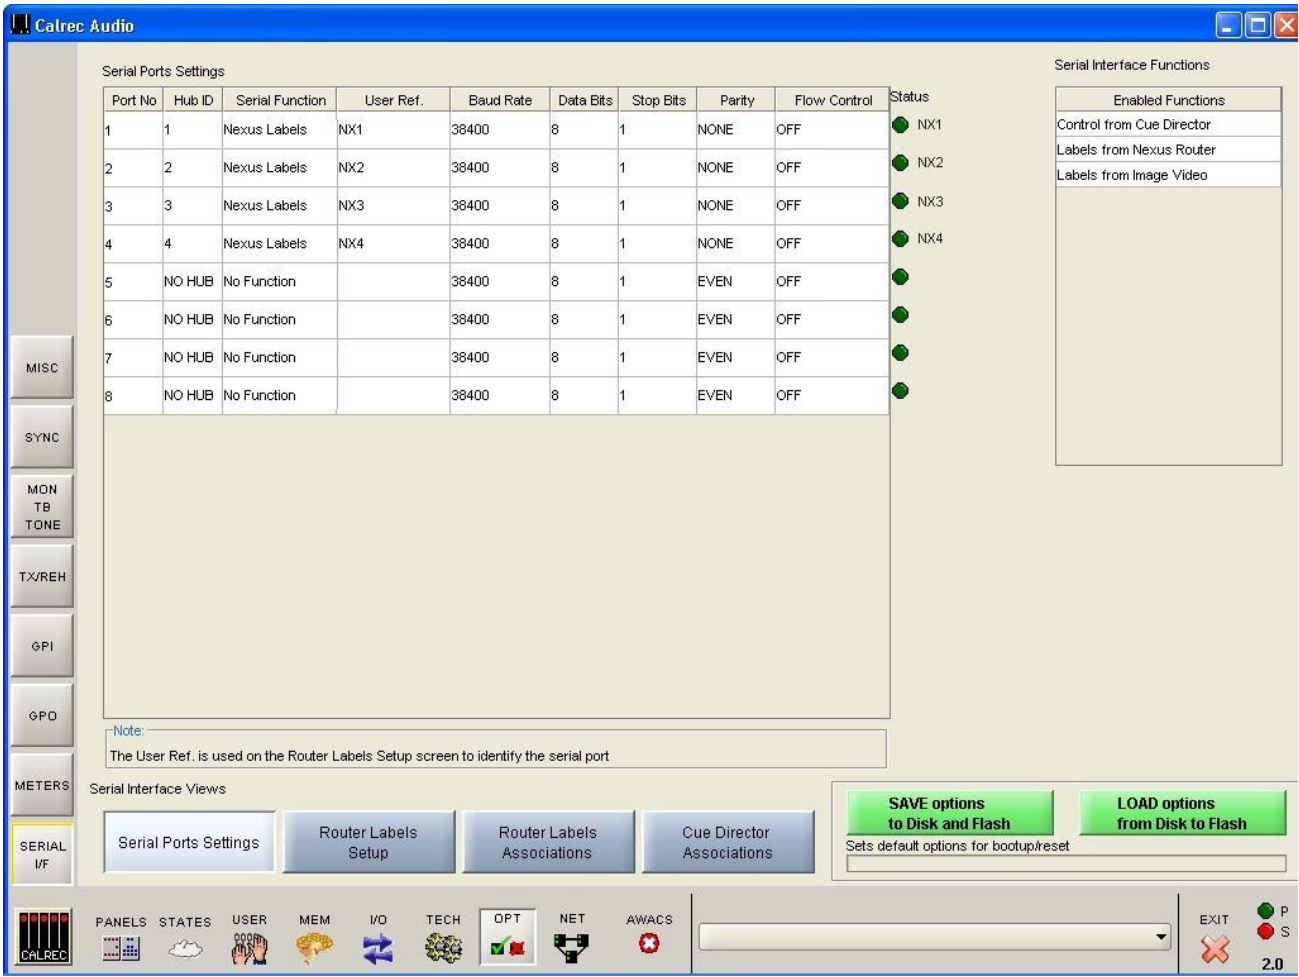 Calrec Audio
Serial Ports Settings
Serial Interface Functions
Port No Hub ID Serial Function User Ref. Baud Rate Data Bits Stop Bits Parity Flow Control Status
1 1 Nexus Labels NX1 38400 8 1 NONE OFF NX1
2 2 Nexus Labels NX2 38400 8 1 NONE OFF NX2
3 3 Nexus Labels NX3 38400 8 1 NONE OFF NX3
4 4 Nexus Labels NX4 38400 8 1 NONE OFF NX4
5 NO HUB No Function 38400 8 1 EVEN OFF
6 NO HUB No Function 38400 8 1 EVEN OFF
7 NO HUB No Function 38400 8 1 EVEN OFF
8 NO HUB No Function 38400 8 1 EVEN OFF
Enabled Functions
Control from Cue Director
Labels from Nexus Router
Labels from Image Video
MISC
SYNC
MON
TB
TONE
TX/REH
GPI
GPO
METERS
SERIAL
I/F
Note:
The User Ref. is used on the Router Labels Setup screen to identify the serial port
Serial Interface Views
Serial Ports Settings
Router Labels
Setup
Router Labels
Associations
Cue Director
Associations
SAVE options
to Disk and Flash
LOAD options
from Disk to Flash
Sets default options for bootup/reset
CALREC
PANELS STATES USER MEM I/O TECH OPT NET AWACS
EXIT
P
S
2.0